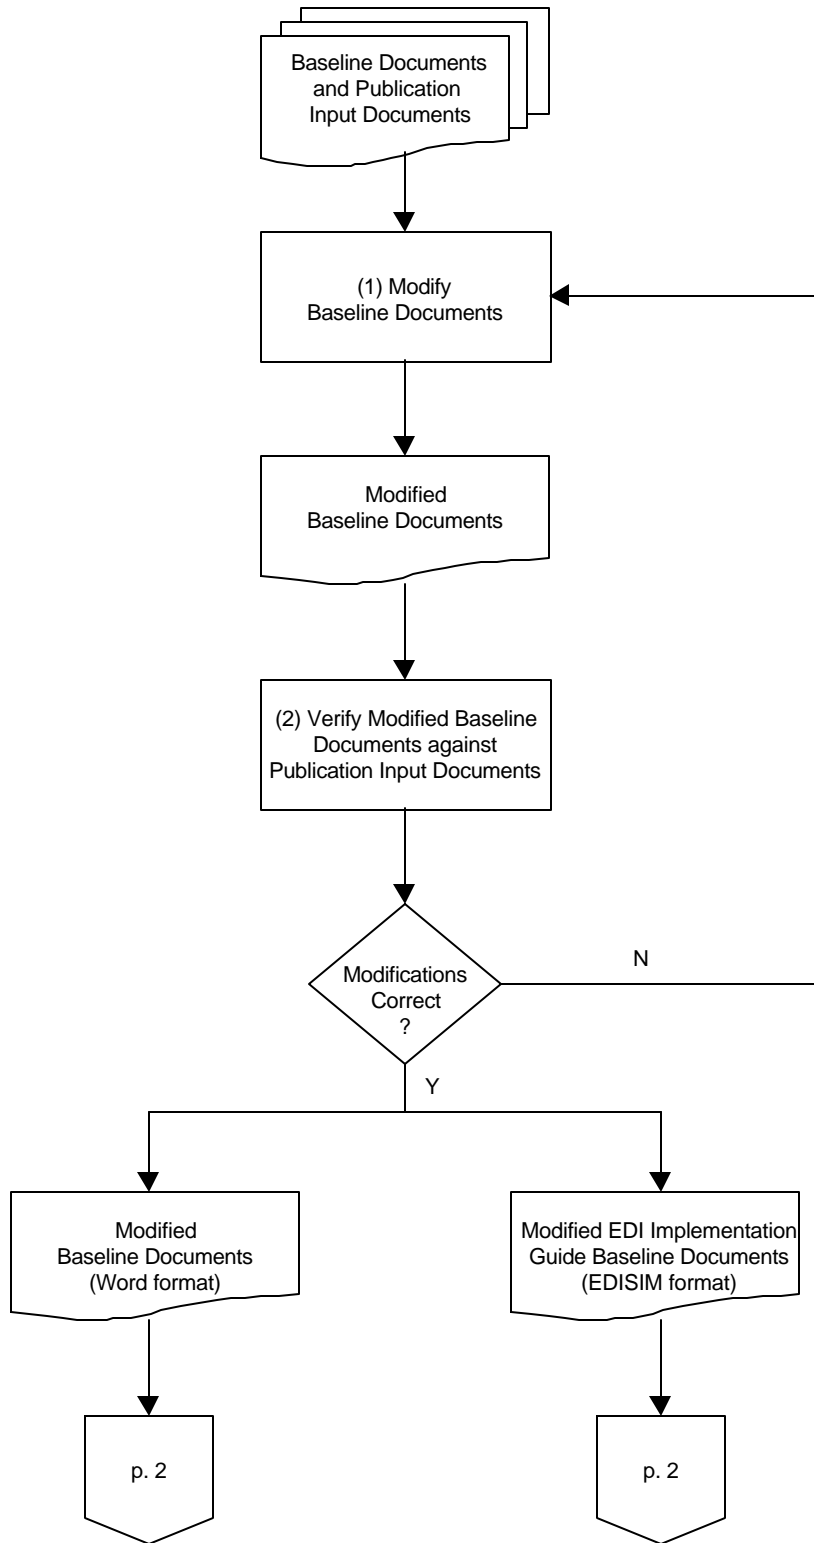 Baseline Documents
and Publication
Input Documents
(1) Modify
Baseline Documents
Modified
Baseline Documents
(2) Verify Modified Baseline
Documents against
Publication Input Documents
Modifications
Correct
?
N
Y
Modified
Baseline Documents
(Word format)
Modified EDI Implementation
Guide Baseline Documents
(EDISIM format)
p. 2
p. 2